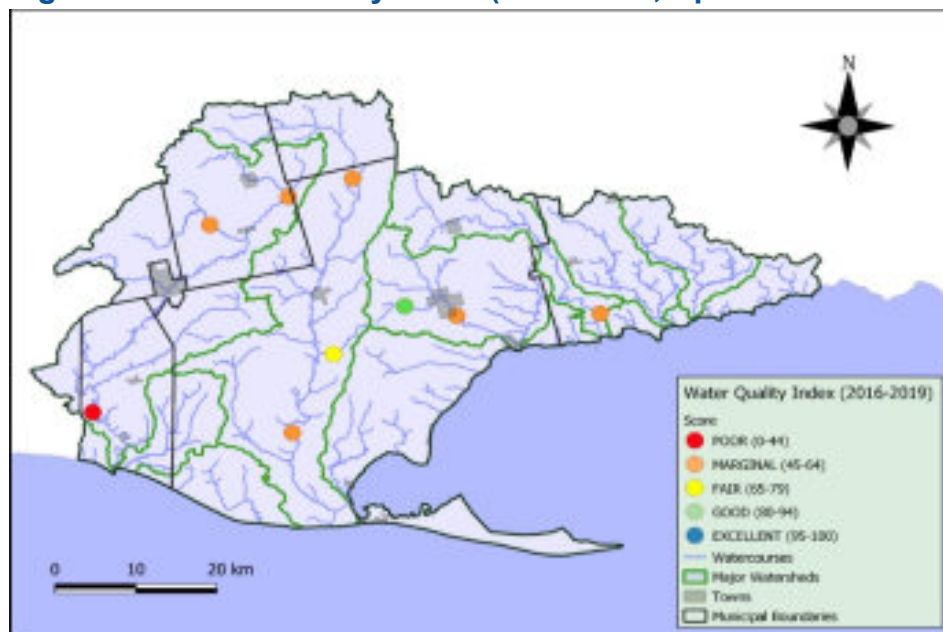 N
Water Quality Index (2016-2019)
Score
POOR (0-44)
MARGINAL (45-64)
FAIR (65-79)
GOOD (80-94)
EXCELLENT (95-100)
Watercourses
Major Watersheds
Towns
Municipal Boundaries
0 10 20 km